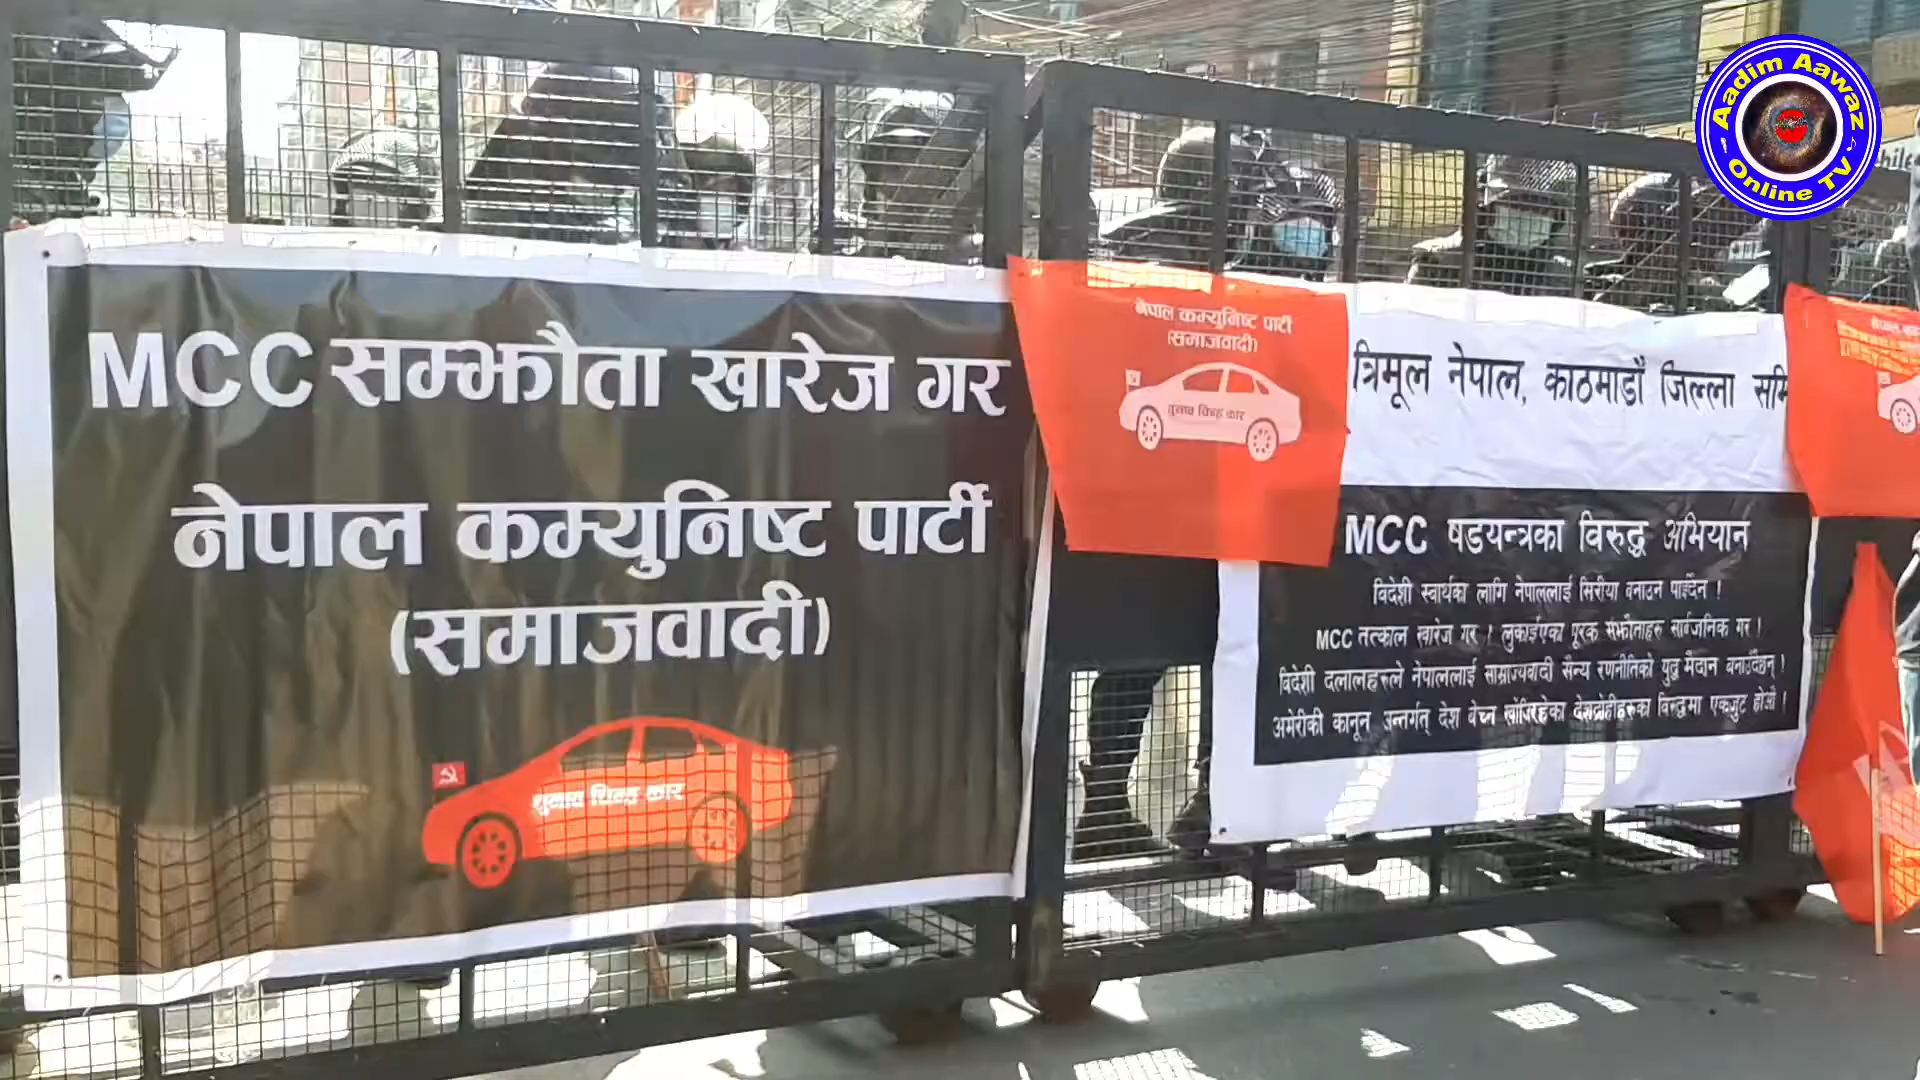 MCC सम्झौता खारेज गर
नेपाल कम्युनिष्ट पार्टी
(समाजवादी)
चुनाव चिन्ह कार
नेपाल कम्युनिष्ट पार्टी
(समाजवादी)
चुनाव चिन्ह कार
त्रिमूल नेपाल, काठमाडौं जिल्ला
MCC षडयन्त्रका विरुद्ध अभियान
विदेशी स्वार्थका लागि नेपाललाई सिरीया बनाउन पाईदैन !
MCC तत्काल खारेज गर ! लुकाईएका पूरक संझौताहरु सार्वजनिक गर !
विदेशी दलालहरुले नेपाललाई साम्राज्यवादी सैन्य रणनीतिको युद्ध मैदान बनाउँदैछन् !
अमेरीकी कानून अन्तर्गत् देश बेच्न खोजिरहेका देशद्रोहीहरुका विरुद्धमा एकजुट होऔं !
Aadim Aawaz
Online TV